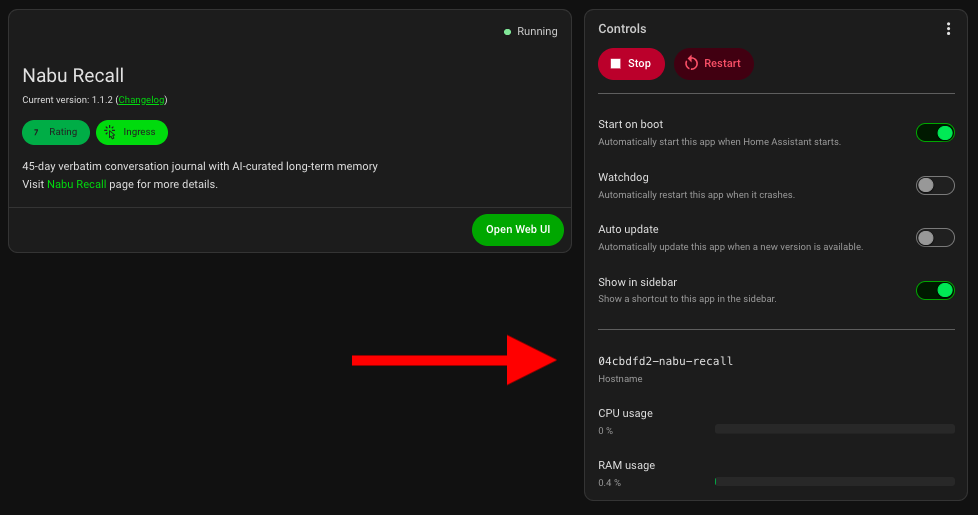 Running
Nabu Recall
Current version: 1.1.2 (Changelog)
7 Rating Ingress
45-day verbatim conversation journal with AI-curated long-term memory
Visit Nabu Recall page for more details.
Open Web UI
Controls
Stop Restart
Start on boot
Automatically start this app when Home Assistant starts.
Watchdog
Automatically restart this app when it crashes.
Auto update
Automatically update this app when a new version is available.
Show in sidebar
Show a shortcut to this app in the sidebar.
04cbdfd2-nabu-recall
Hostname
CPU usage
0 %
RAM usage
0.4 %